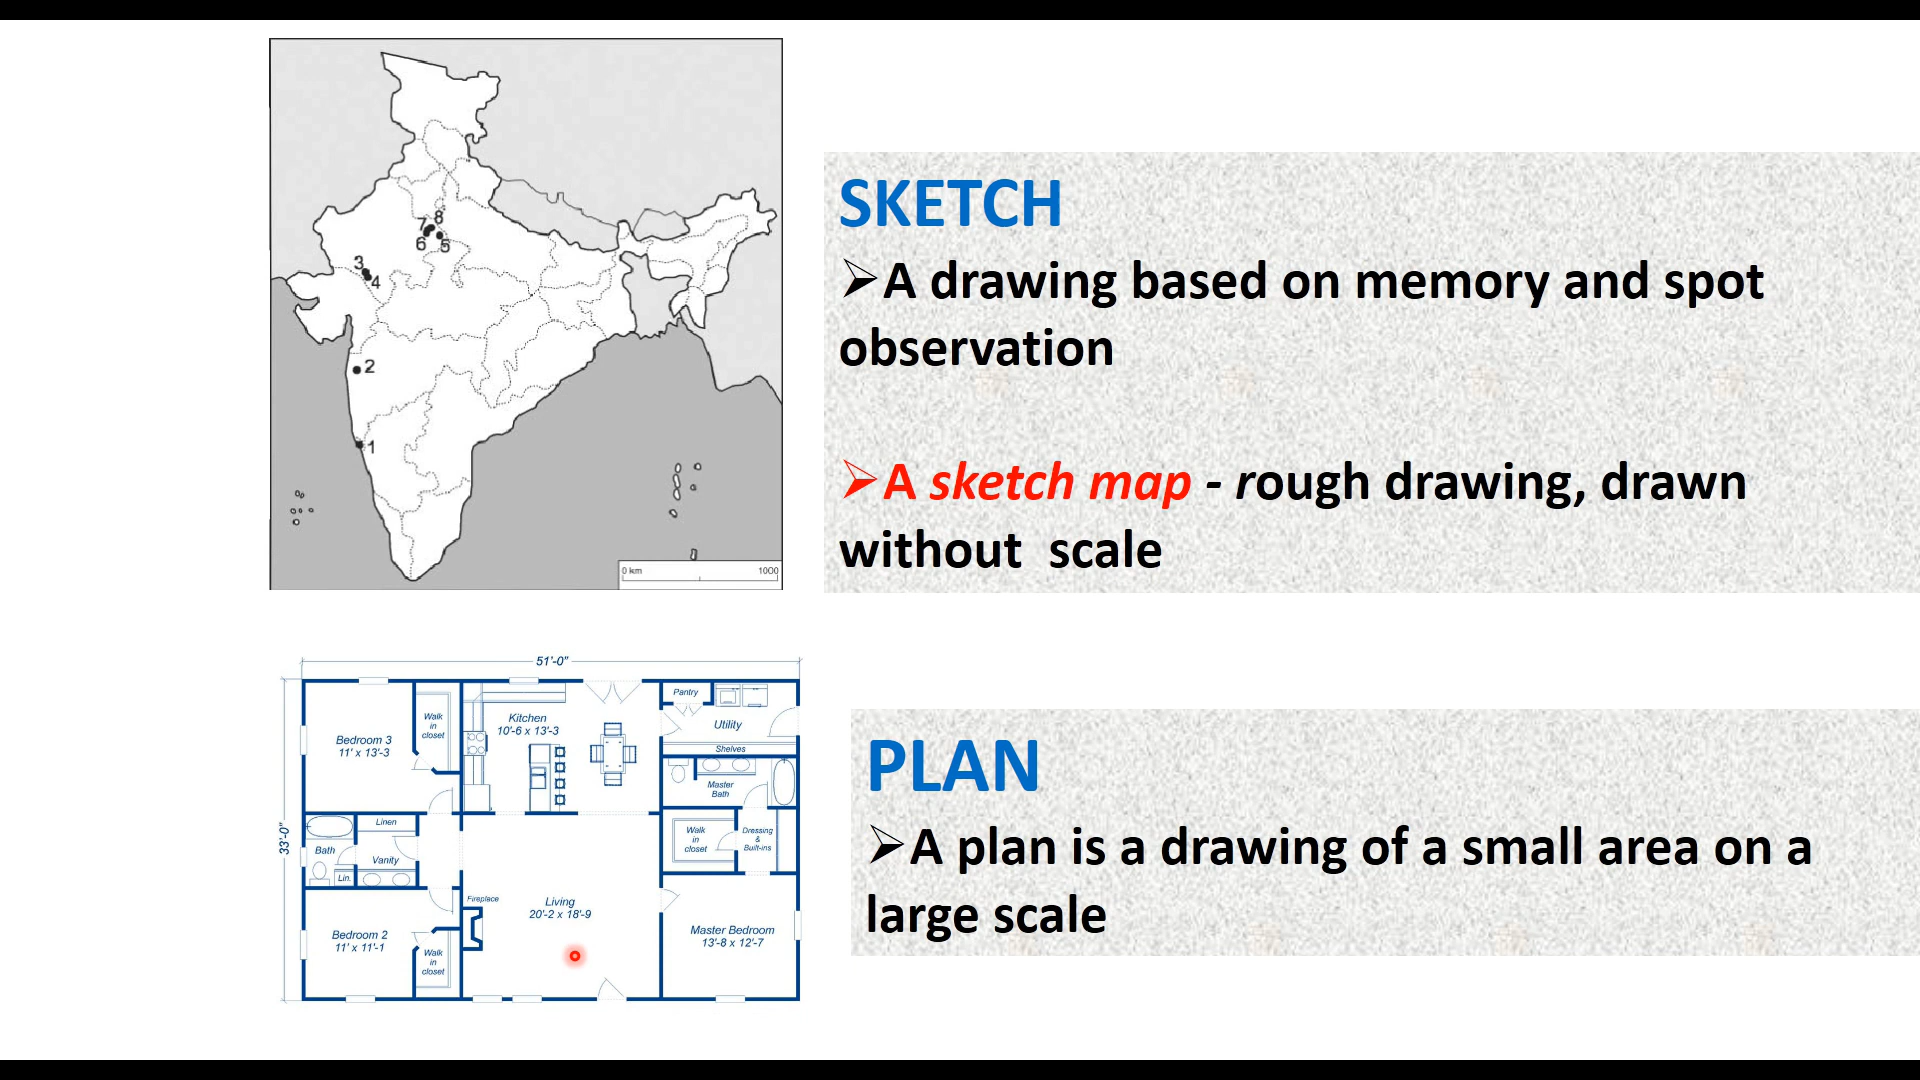 7 8
6 5
3
4
2
1
0 km 1000
SKETCH
➢A drawing based on memory and spot
observation
➢A sketch map - rough drawing, drawn
without scale
51'-0"
33'-0"
Bedroom 3
11' x 13'-3
Walk
in
closet
Kitchen
10'-6 x 13'-3
Pantry
Utility
Shelves
Master
Bath
Linen
Bath
Vanity
Lin.
Walk
in
closet
Dressing
&
Built-ins
Fireplace
Living
20'-2 x 18'-9
Bedroom 2
11' x 11'-1
Walk
in
closet
Master Bedroom
13'-8 x 12'-7
PLAN
➢A plan is a drawing of a small area on a
large scale